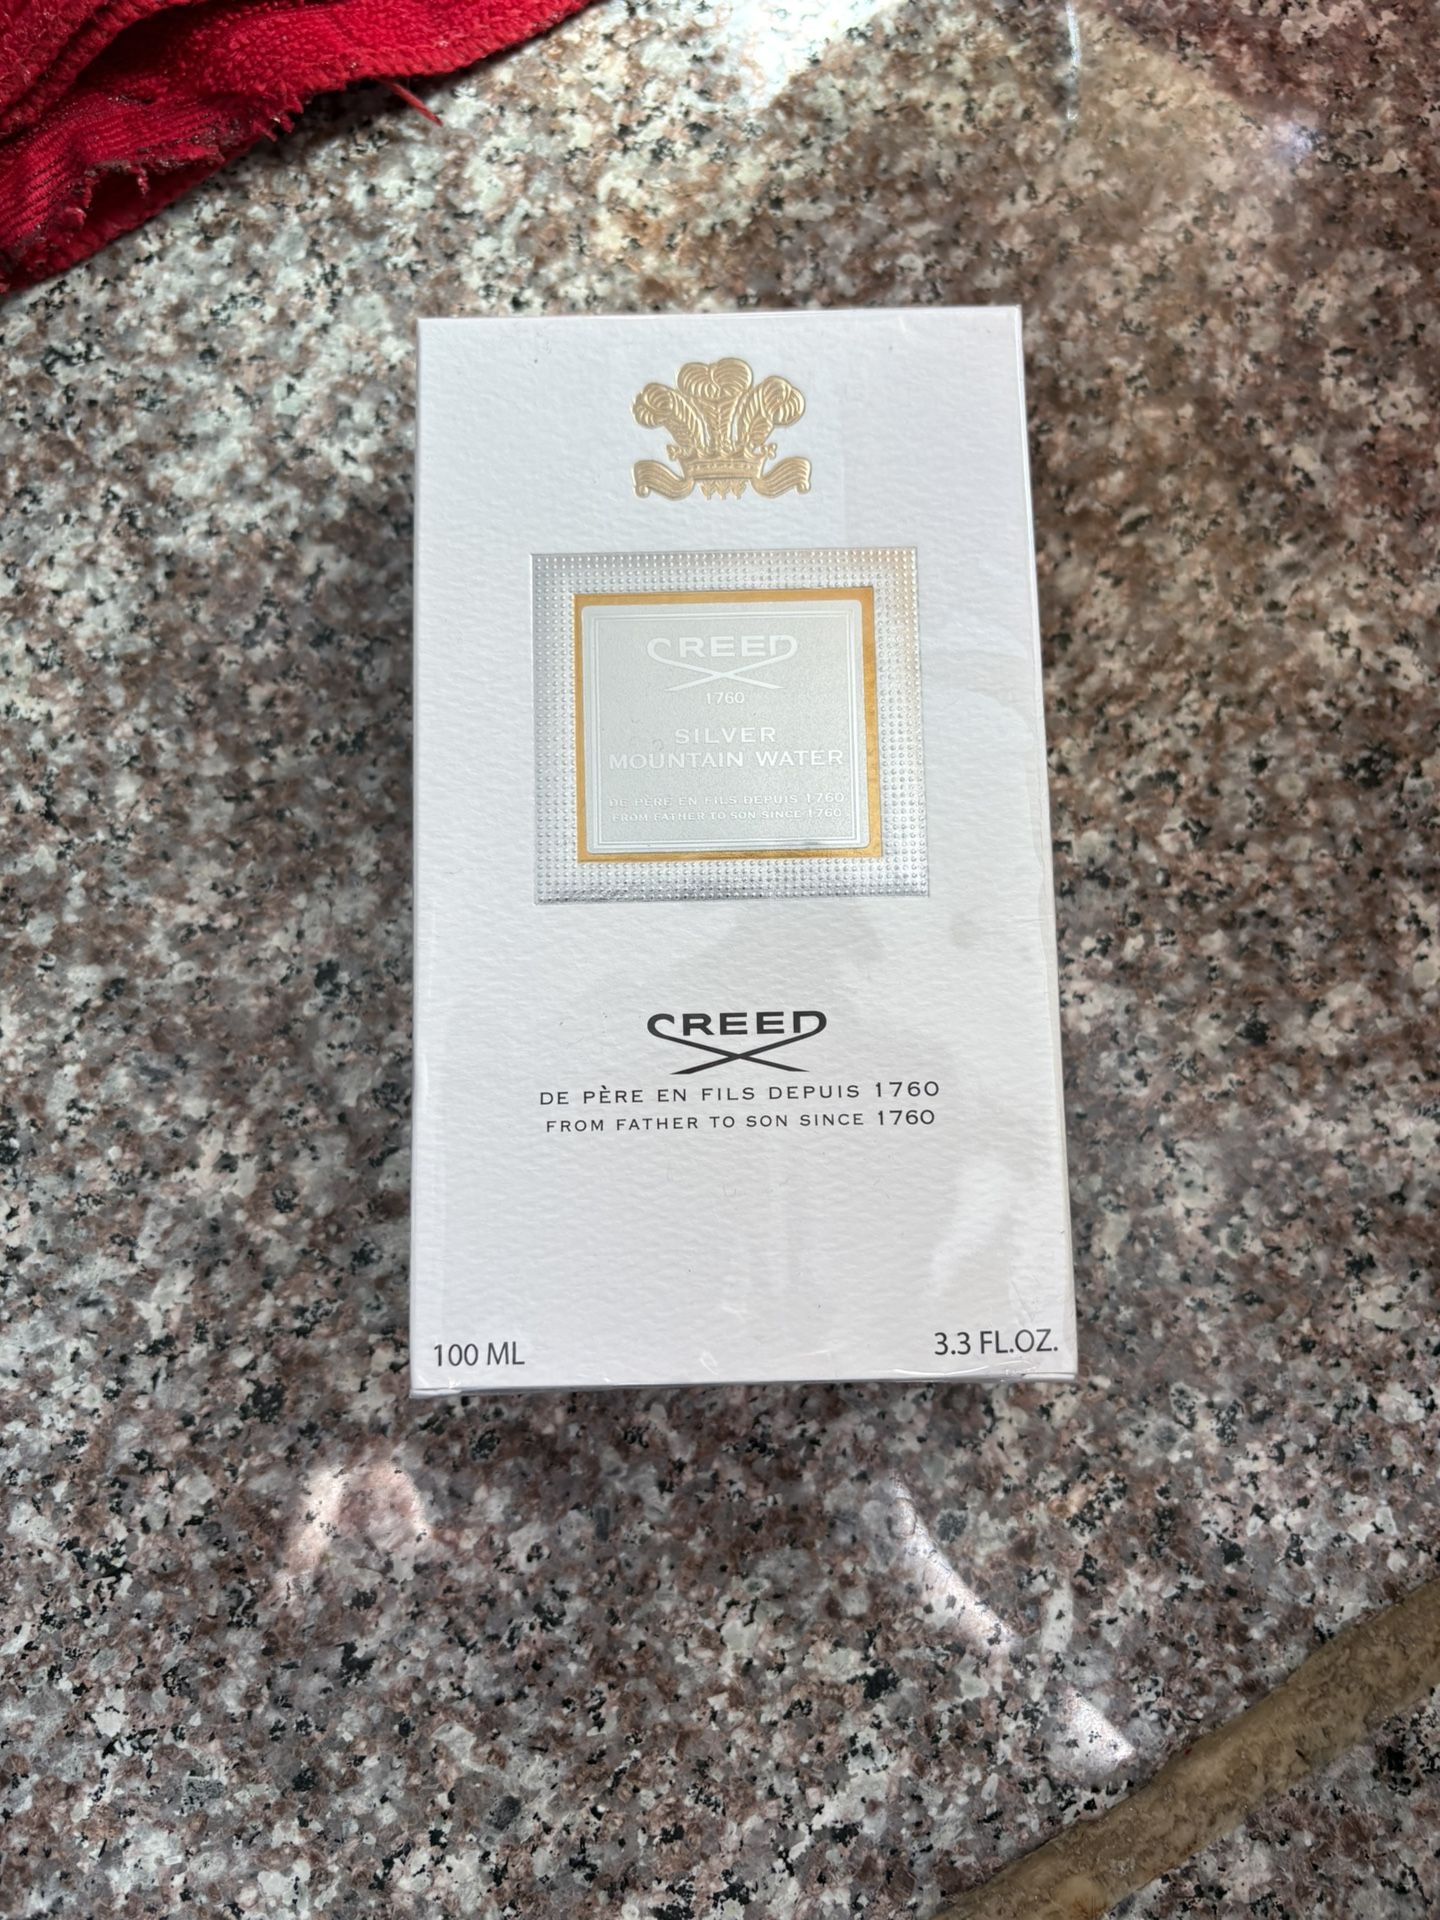 CREED
1760
SILVER
MOUNTAIN WATER
DE PÈRE EN FILS DEPUIS 1760
FROM FATHER TO SON SINCE 1760
CREED
DE PÈRE EN FILS DEPUIS 1760
FROM FATHER TO SON SINCE 1760
100 ML
3.3 FL.OZ.